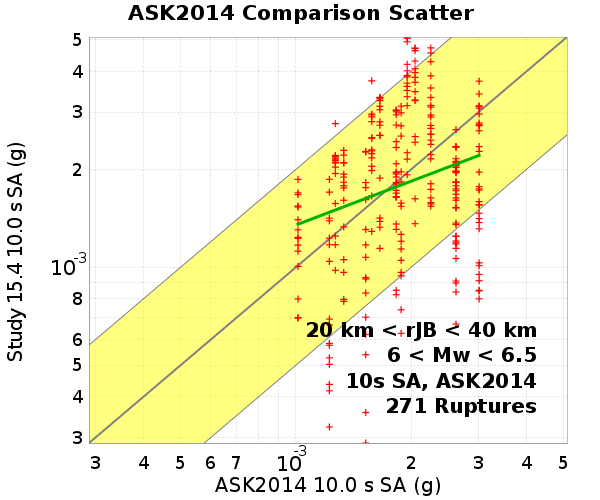 ASK2014 Comparison Scatter
Study 15.4 10.0 s SA (g)
5
4
3
2
10-3
8
6
5
4
3
20 km < rJB < 40 km
6 < Mw < 6.5
10s SA, ASK2014
271 Ruptures
3 4 5 6 7 10-3 2 3 4 5
ASK2014 10.0 s SA (g)